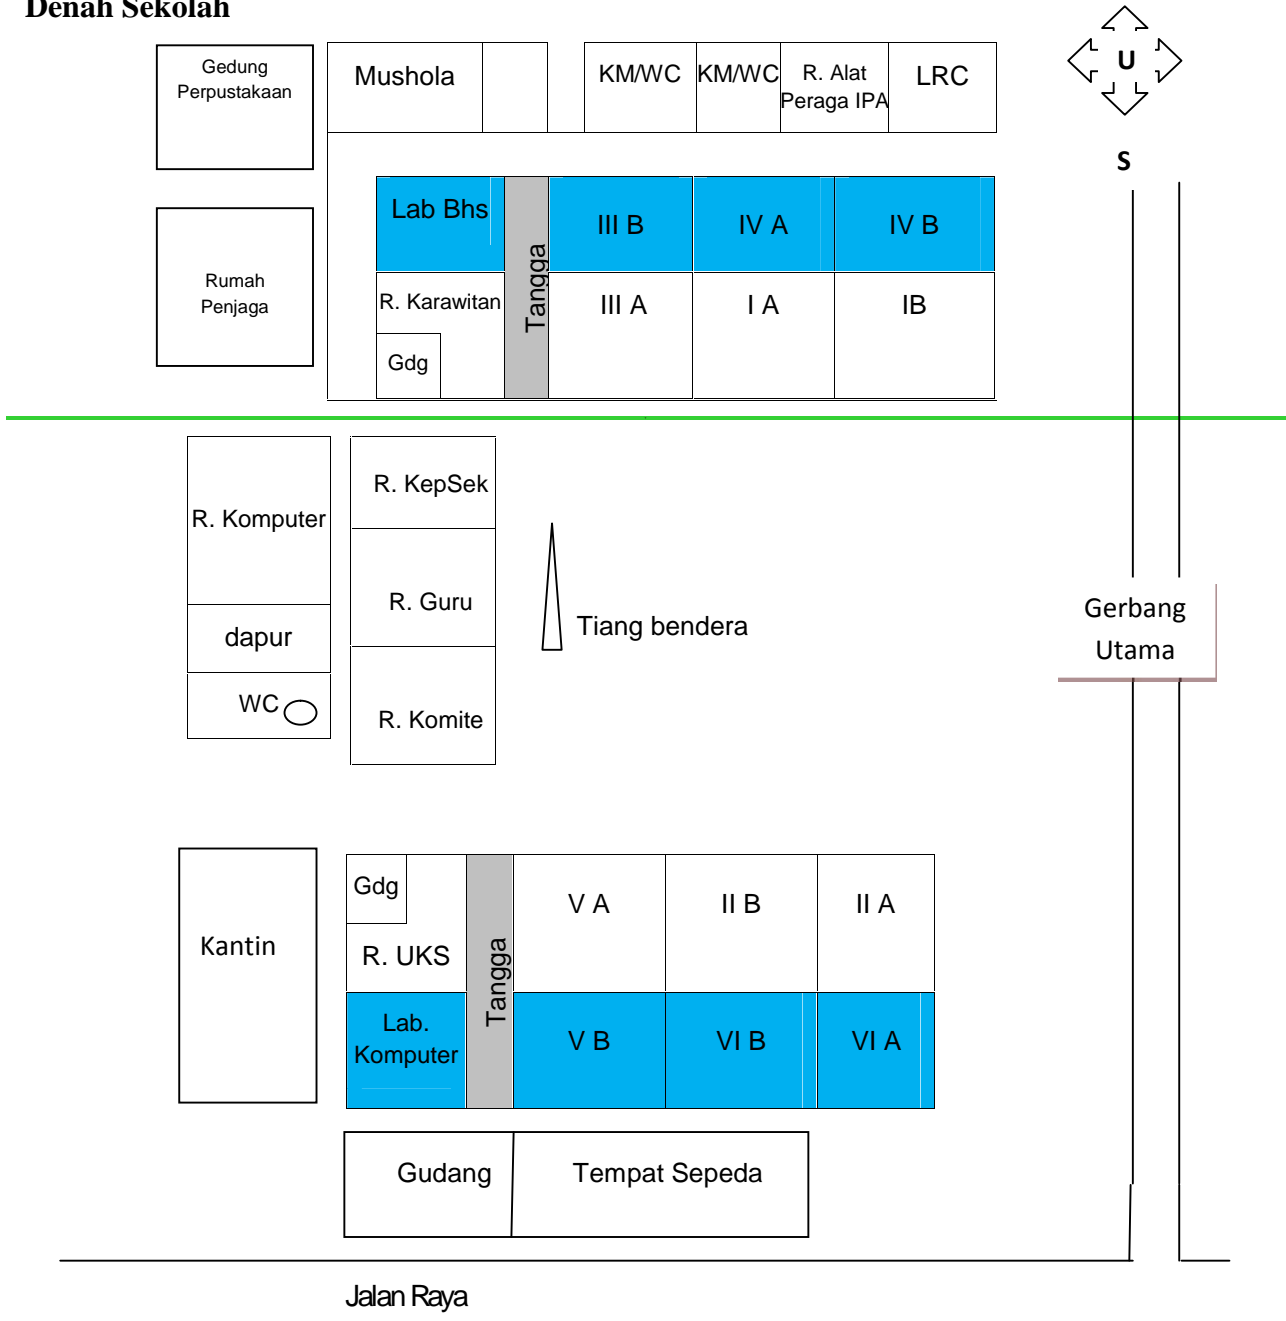 Denah Sekolah
U
S
Gedung
Perpustakaan
Mushola
KM/WC
KM/WC
R. Alat
Peraga IPA
LRC
Rumah
Penjaga
Lab Bhs
Tangga
III B
IV A
IV B
R. Karawitan
Gdg
III A
I A
IB
R. Komputer
dapur
WC
R. KepSek
R. Guru
R. Komite
Tiang bendera
Gerbang
Utama
Kantin
Gdg
R. UKS
Tangga
V A
II B
II A
Lab.
Komputer
V B
VI B
VI A
Gudang
Tempat Sepeda
Jalan Raya